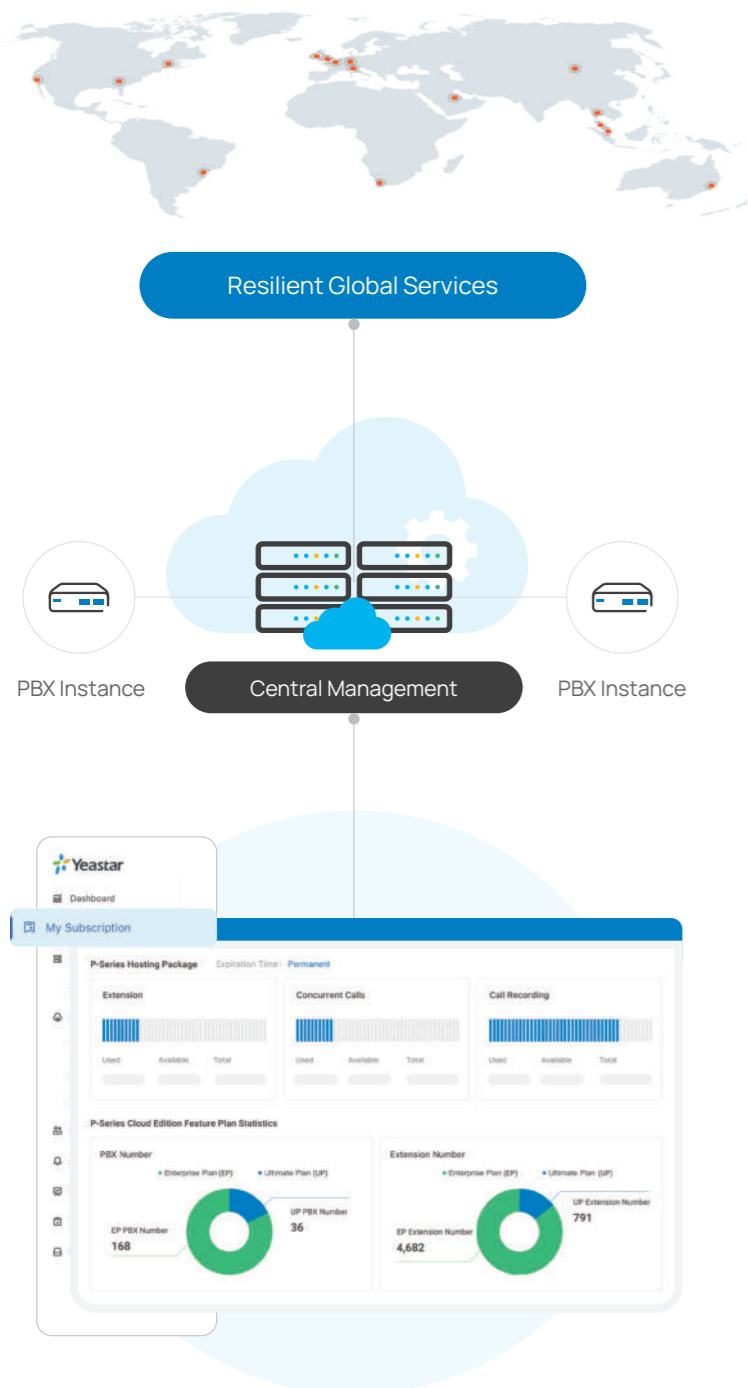 Resilient Global Services
PBX Instance
Central Management
PBX Instance
Yeastar
Dashboard
My Subscription
P-Series Hosting Package Expiration Time: Permanent
Extension Concurrent Calls Call Recording
Used Available Total Used Available Total Used Available Total
P-Series Cloud Edition Feature Plan Statistics
PBX Number
Enterprise Plan (EP) Ultimate Plan (UP)
UP PBX Number
36
EP PBX Number
168
Extension Number
Enterprise Plan (EP) Ultimate Plan (UP)
UP Extension Number
791
EP Extension Number
4,682